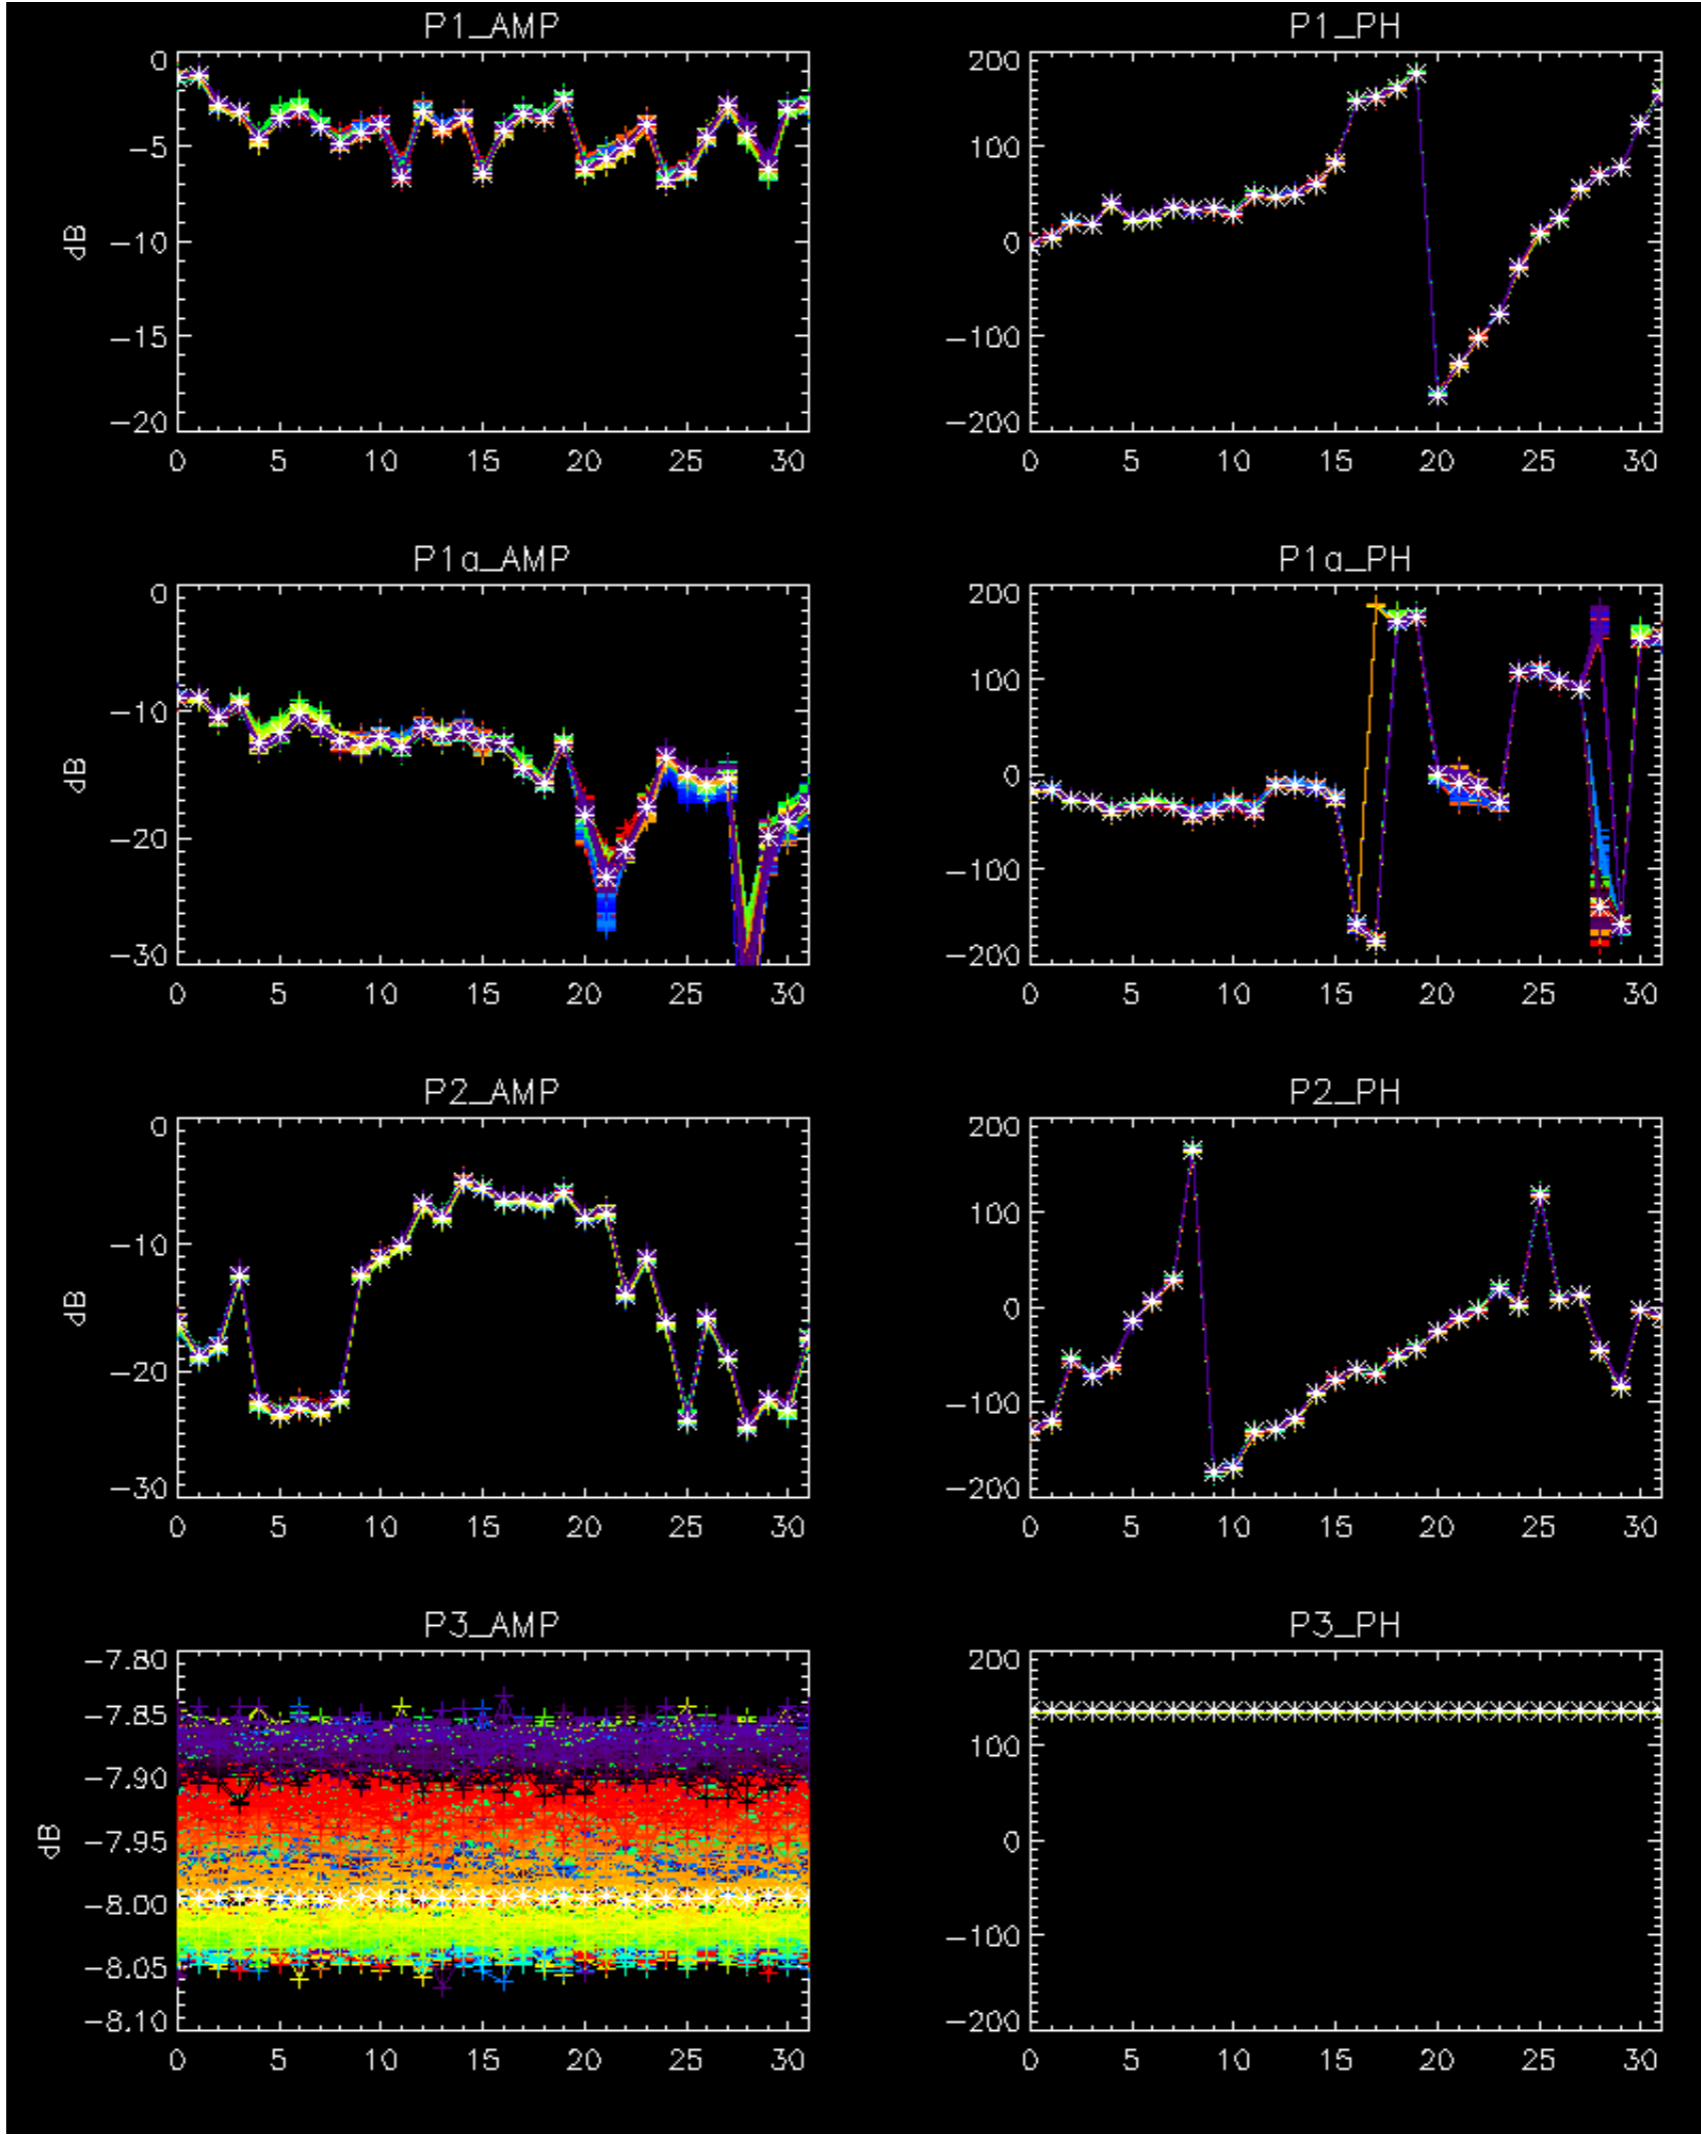 P1_AMP P1_PH
0 200
-5 100
dB
-10 0
-15 -100
-20 -200
0 5 10 15 20 25 30 0 5 10 15 20 25 30
P1a_AMP P1a_PH
0 200
-10 100
dB 0
-20 -100
-30 -200
0 5 10 15 20 25 30 0 5 10 15 20 25 30
P2_AMP P2_PH
0 200
-10 100
dB 0
-20 -100
-30 -200
0 5 10 15 20 25 30 0 5 10 15 20 25 30
P3_AMP P3_PH
-7.80 200
-7.85
-7.90 100
dB -7.95 0
-8.00
-8.05 -100
-8.10 -200
0 5 10 15 20 25 30 0 5 10 15 20 25 30